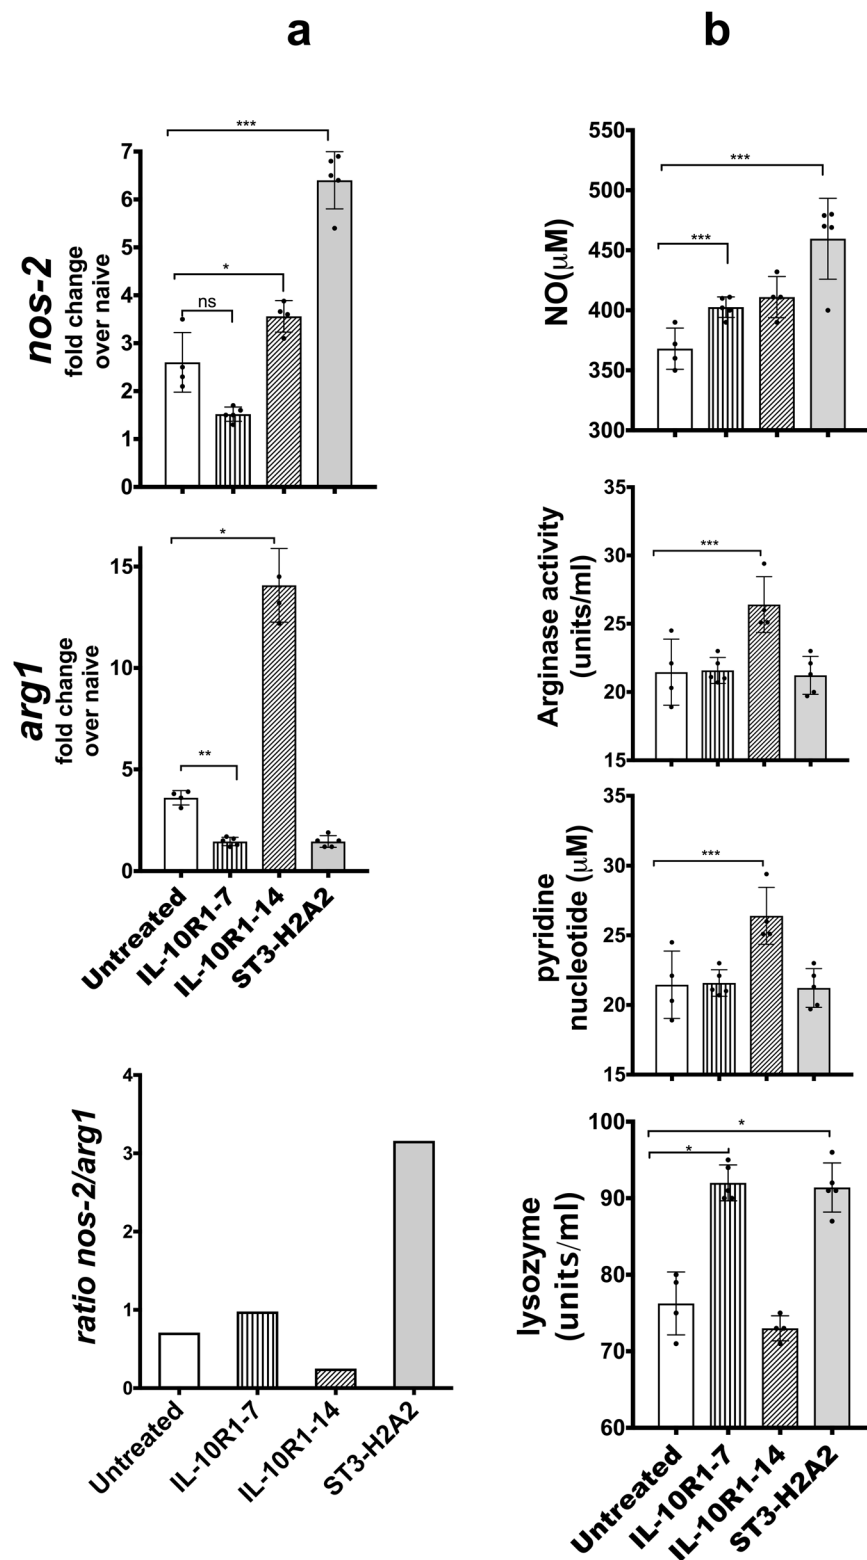 a
***
7
6
5
4
3
2
1
0
*
ns
nos-2
fold change
over naive
*
15
10
5
0
**
arg1
fold change
over naive
Untreated
IL-10R1-7
IL-10R1-14
ST3-H2A2
4
3
2
1
0
ratio nos-2/arg1
Untreated
IL-10R1-7
IL-10R1-14
ST3-H2A2
b
550
500
450
400
350
300
***
***
NO(μM)
35
30
25
20
15
***
Arginase activity
(units/ml)
35
30
25
20
15
***
pyridine
nucleotide (μM)
100
90
80
70
60
*
*
lysozyme
(units/ml)
Untreated
IL-10R1-7
IL-10R1-14
ST3-H2A2